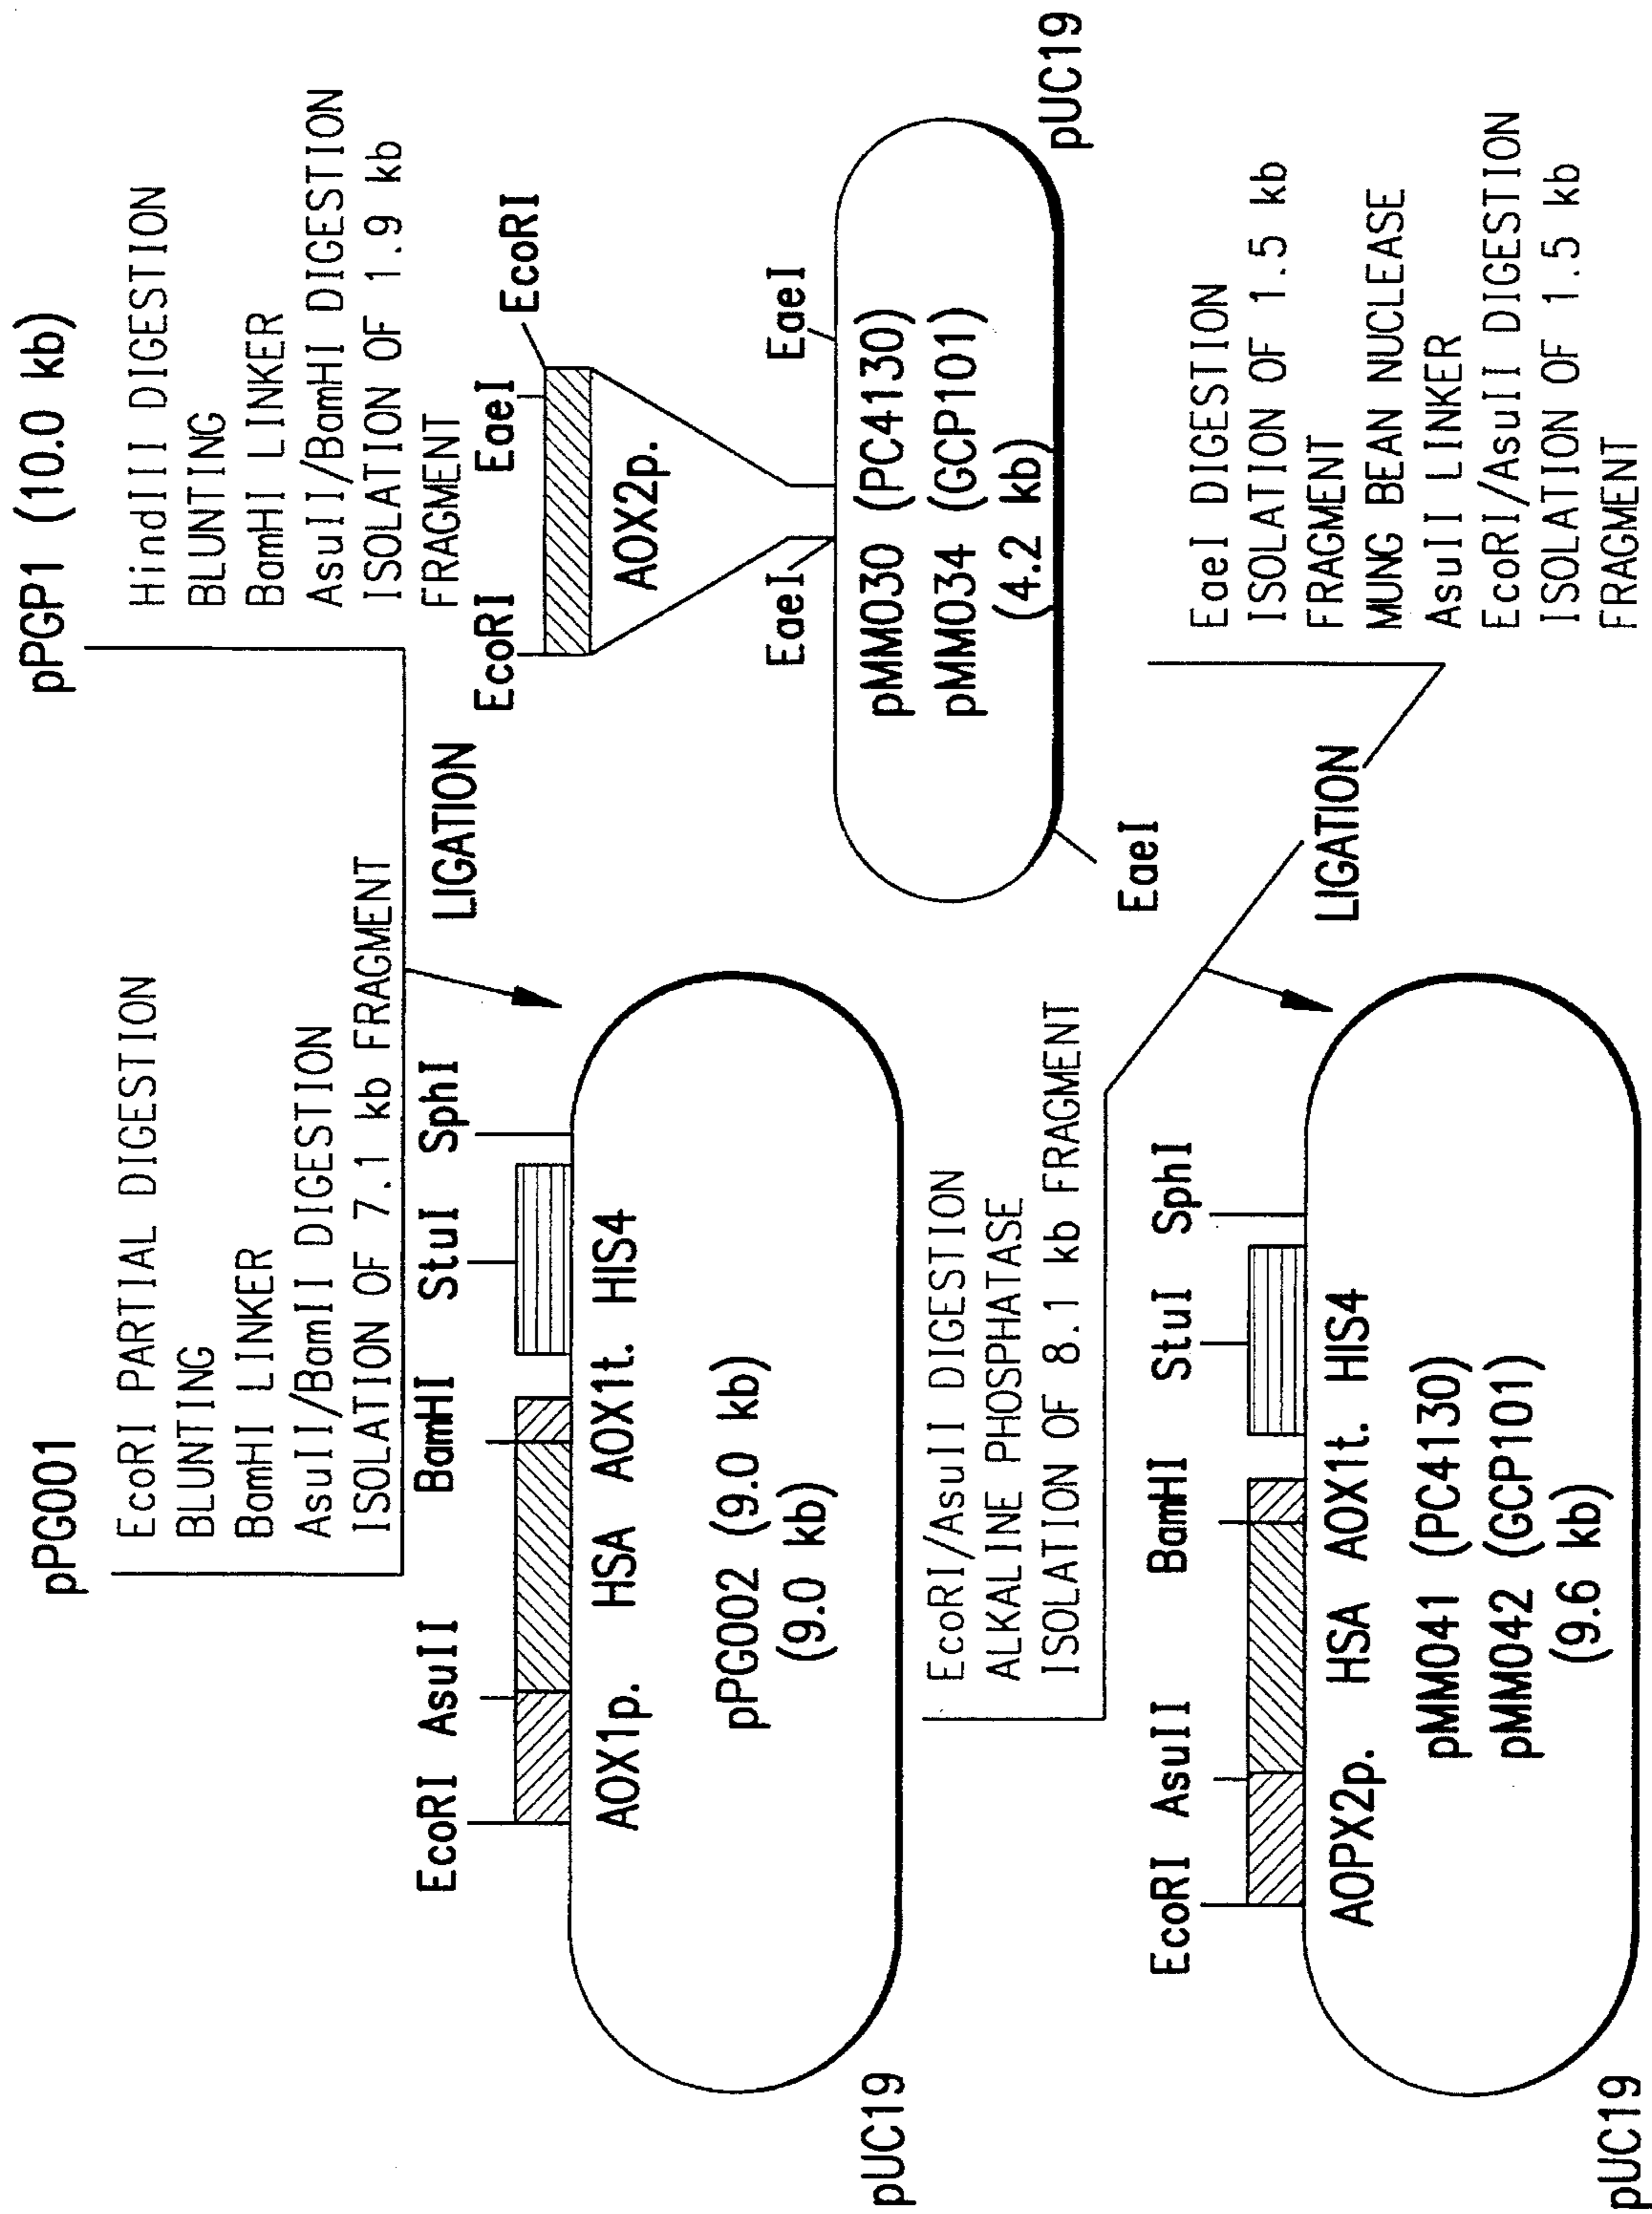 pPG001
EcoRI PARTIAL DIGESTION
BLUNTING
BamHI LINKER
AsuII/BamII DIGESTION
ISOLATION OF 7.1 kb FRAGMENT
pPGP1 (10.0 kb)
HindIII DIGESTION
BLUNTING
BamHI LINKER
AsuII/BamHI DIGESTION
ISOLATION OF 1.9 kb
FRAGMENT
LIGATION
EcoRI AsuII BamHI StuI SphI
AOX1p. HSA AOX1t. HIS4
pPG002 (9.0 kb)
(9.0 kb)
pUC19
EcoRI EaeI EcoRI
AOX2p.
EaeI EaeI
pMM030 (PC4130)
pMM034 (GCP101)
(4.2 kb)
pUC19
EaeI
EcoRI/AsuII DIGESTION
ALKALINE PHOSPHATASE
ISOLATION OF 8.1 kb FRAGMENT
EaeI DIGESTION
ISOLATION OF 1.5 kb
FRAGMENT
MUNG BEAN NUCLEASE
AsuII LINKER
EcoRI/AsuII DIGESTION
ISOLATION OF 1.5 kb
FRAGMENT
LIGATION
EcoRI AsuII BamHI StuI SphI
AOPX2p. HSA AOX1t. HIS4
pMM041 (PC4130)
pMM042 (GCP101)
(9.6 kb)
pUC19